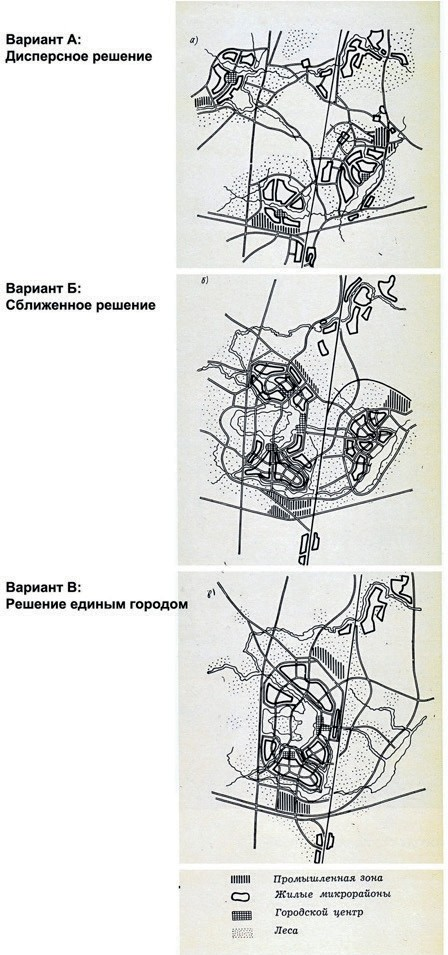 Вариант А:
Дисперсное решение
а)
Вариант Б:
Сближенное решение
б)
Вариант В:
Решение единым городом
в)
Промышленная зона
Жилые микрорайоны
Городской центр
Леса